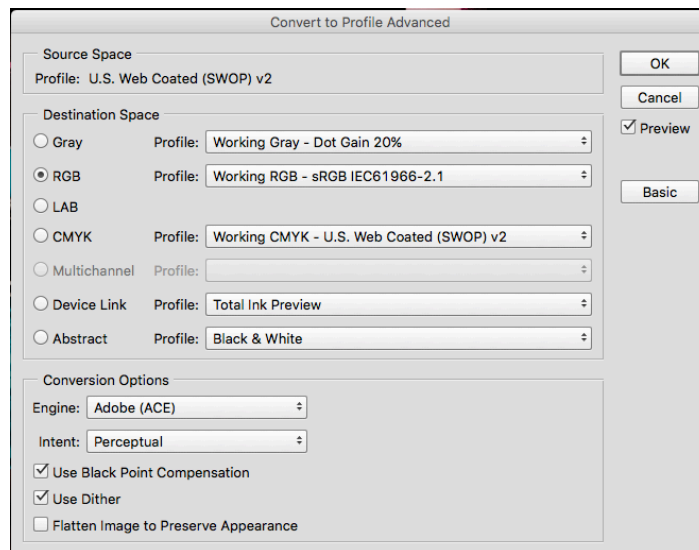 Convert to Profile Advanced
Source Space
Profile: U.S. Web Coated (SWOP) v2
OK
Cancel
Preview
Basic
Destination Space
Gray Profile: Working Gray - Dot Gain 20%
RGB Profile: Working RGB - sRGB IEC61966-2.1
LAB
CMYK Profile: Working CMYK - U.S. Web Coated (SWOP) v2
Multichannel Profile:
Device Link Profile: Total Ink Preview
Abstract Profile: Black & White
Conversion Options
Engine: Adobe (ACE)
Intent: Perceptual
Use Black Point Compensation
Use Dither
Flatten Image to Preserve Appearance